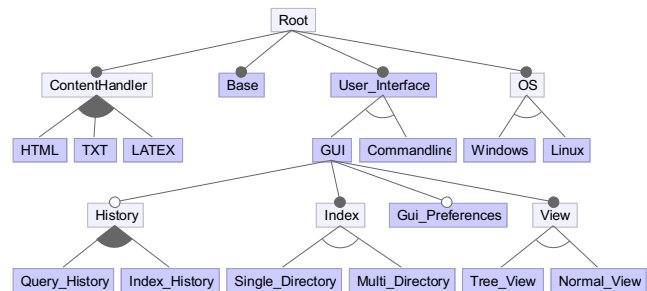 Root
ContentHandler Base User_Interface OS
HTML TXT LATEX GUI Commandline Windows Linux
History Index Gui_Preferences View
Query_History Index_History Single_Directory Multi_Directory Tree_View Normal_View